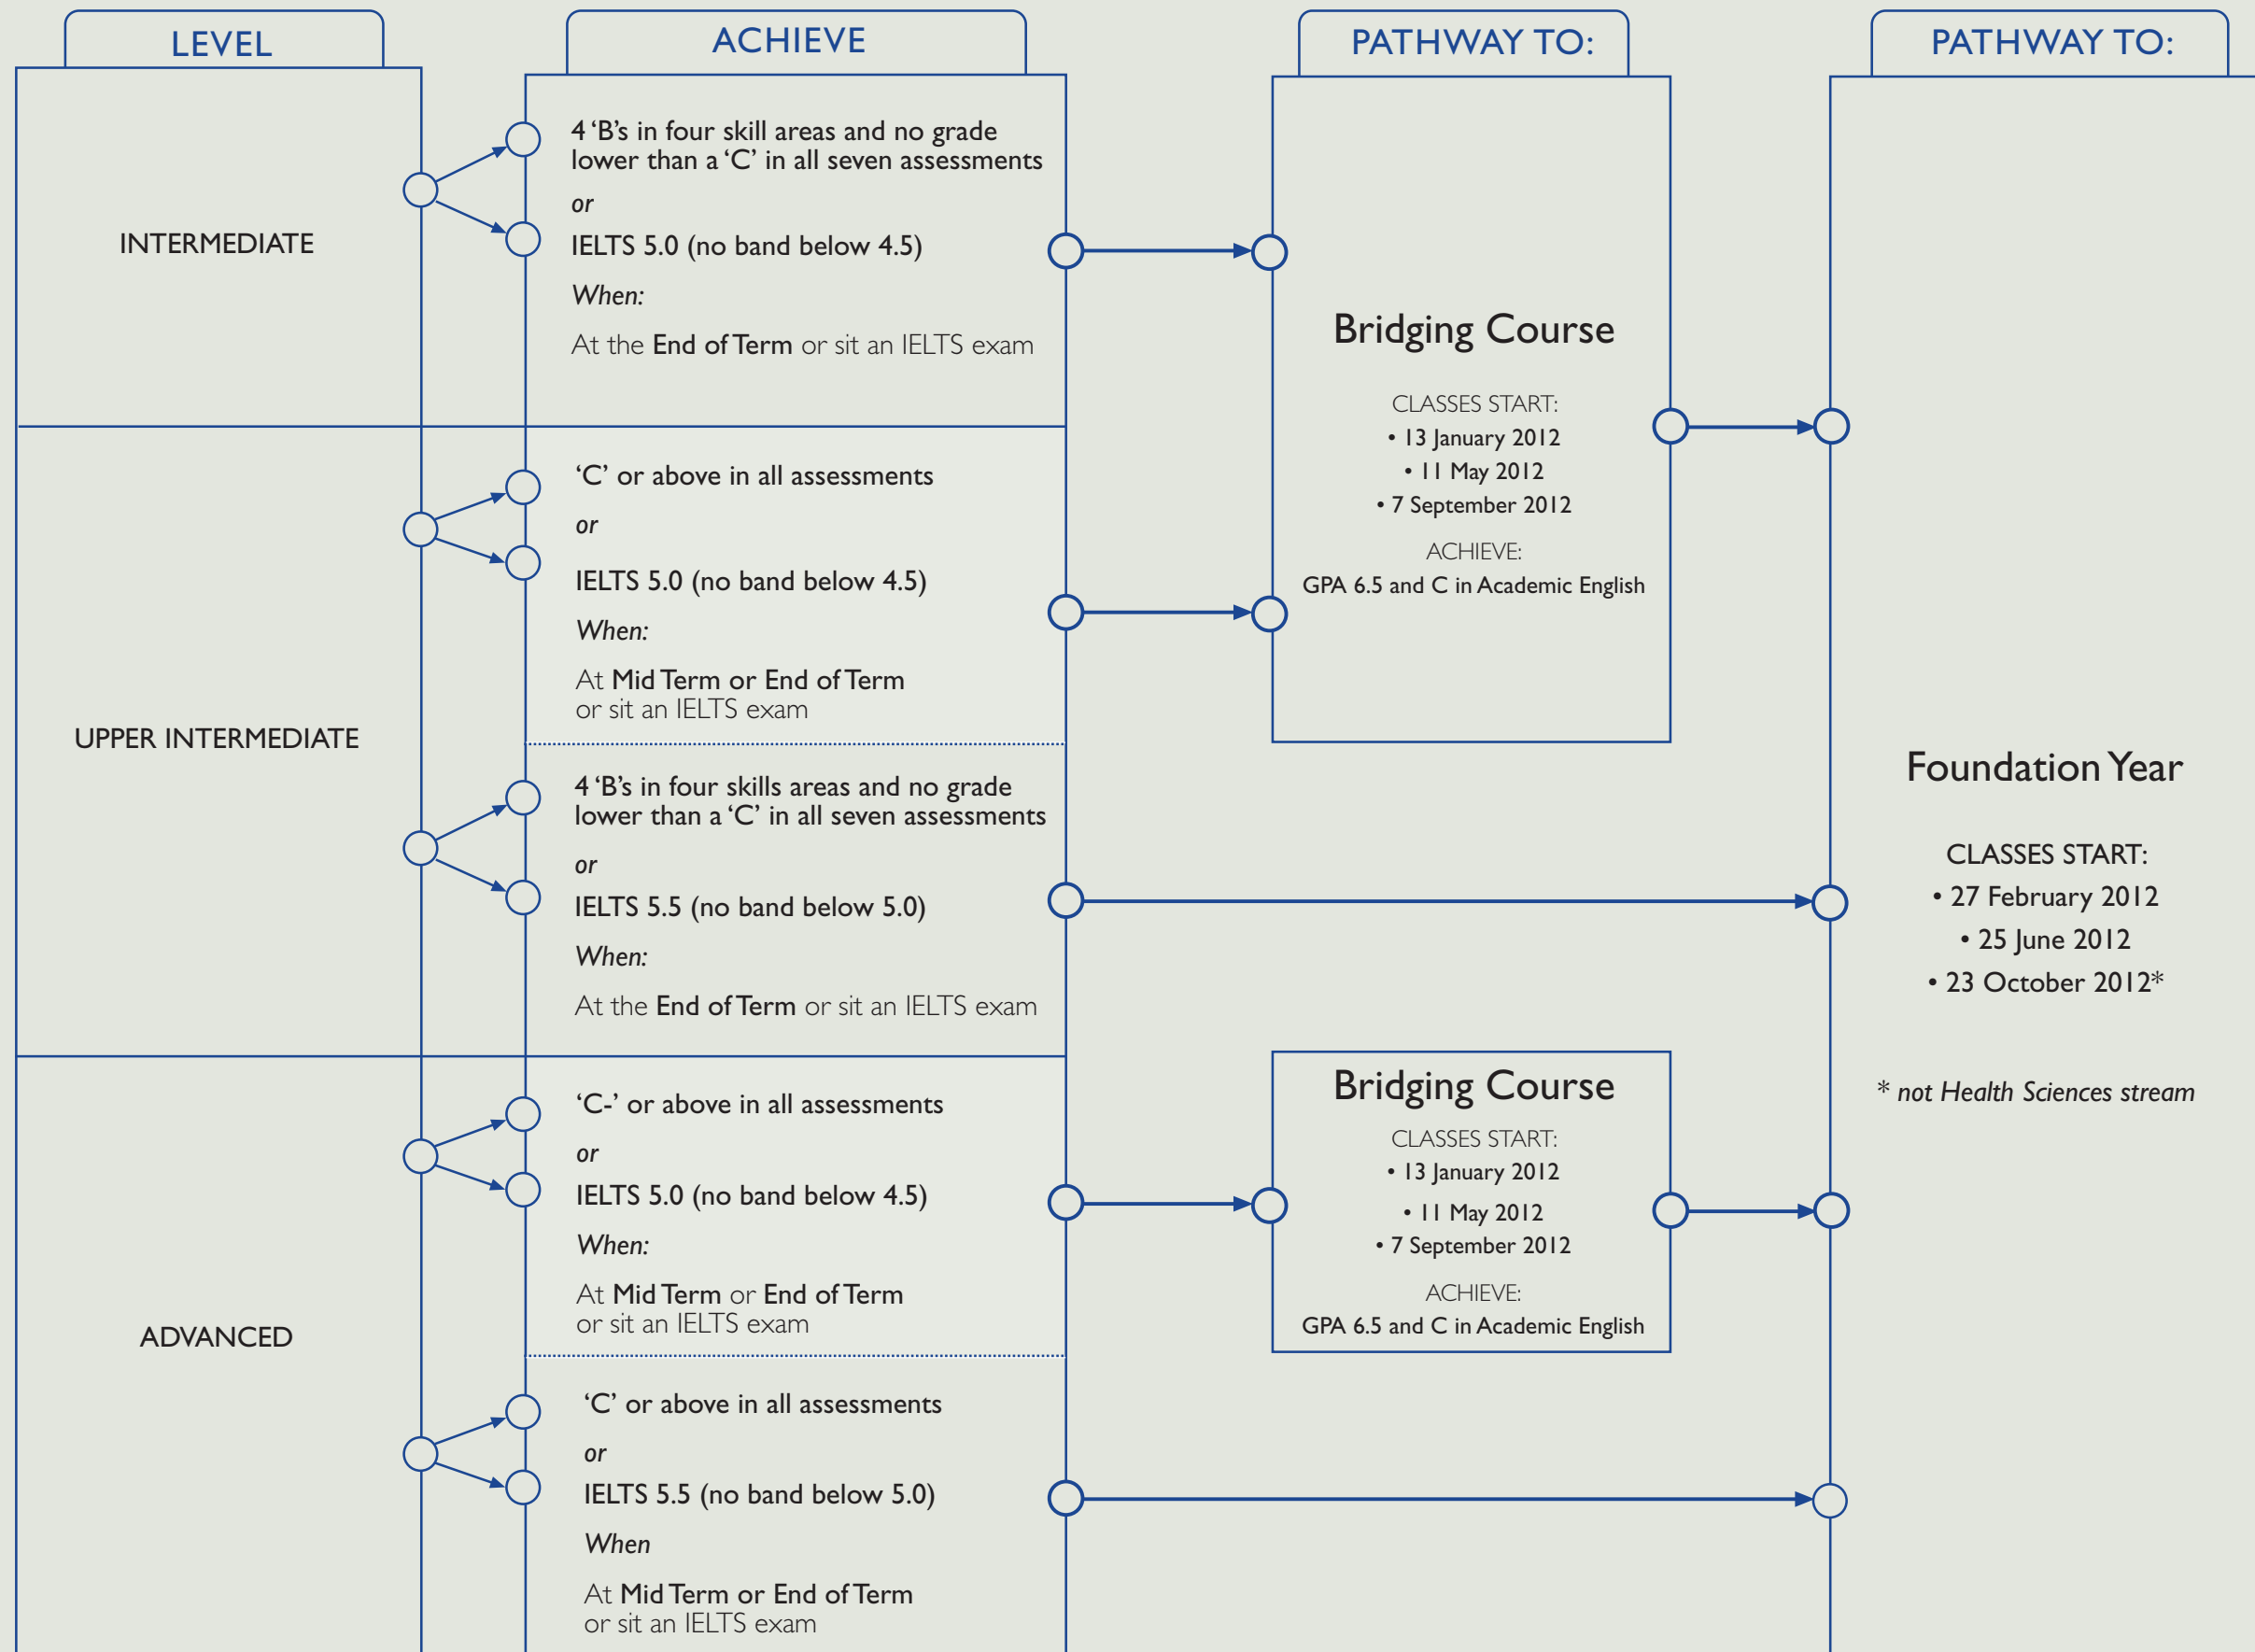 LEVEL
ACHIEVE
PATHWAY TO:
PATHWAY TO:
INTERMEDIATE
4 ‘B’s in four skill areas and no grade
lower than a ‘C’ in all seven assessments
or
IELTS 5.0 (no band below 4.5)
When:
At the End of Term or sit an IELTS exam
UPPER INTERMEDIATE
‘C’ or above in all assessments
or
IELTS 5.0 (no band below 4.5)
When:
At Mid Term or End of Term
or sit an IELTS exam
4 ‘B’s in four skills areas and no grade
lower than a ‘C’ in all seven assessments
or
IELTS 5.5 (no band below 5.0)
When:
At the End of Term or sit an IELTS exam
ADVANCED
‘C-’ or above in all assessments
or
IELTS 5.0 (no band below 4.5)
When:
At Mid Term or End of Term
or sit an IELTS exam
‘C’ or above in all assessments
or
IELTS 5.5 (no band below 5.0)
When
At Mid Term or End of Term
or sit an IELTS exam
Bridging Course
CLASSES START:
• 13 January 2012
• 11 May 2012
• 7 September 2012
ACHIEVE:
GPA 6.5 and C in Academic English
Bridging Course
CLASSES START:
• 13 January 2012
• 11 May 2012
• 7 September 2012
ACHIEVE:
GPA 6.5 and C in Academic English
Foundation Year
CLASSES START:
• 27 February 2012
• 25 June 2012
• 23 October 2012*
* not Health Sciences stream